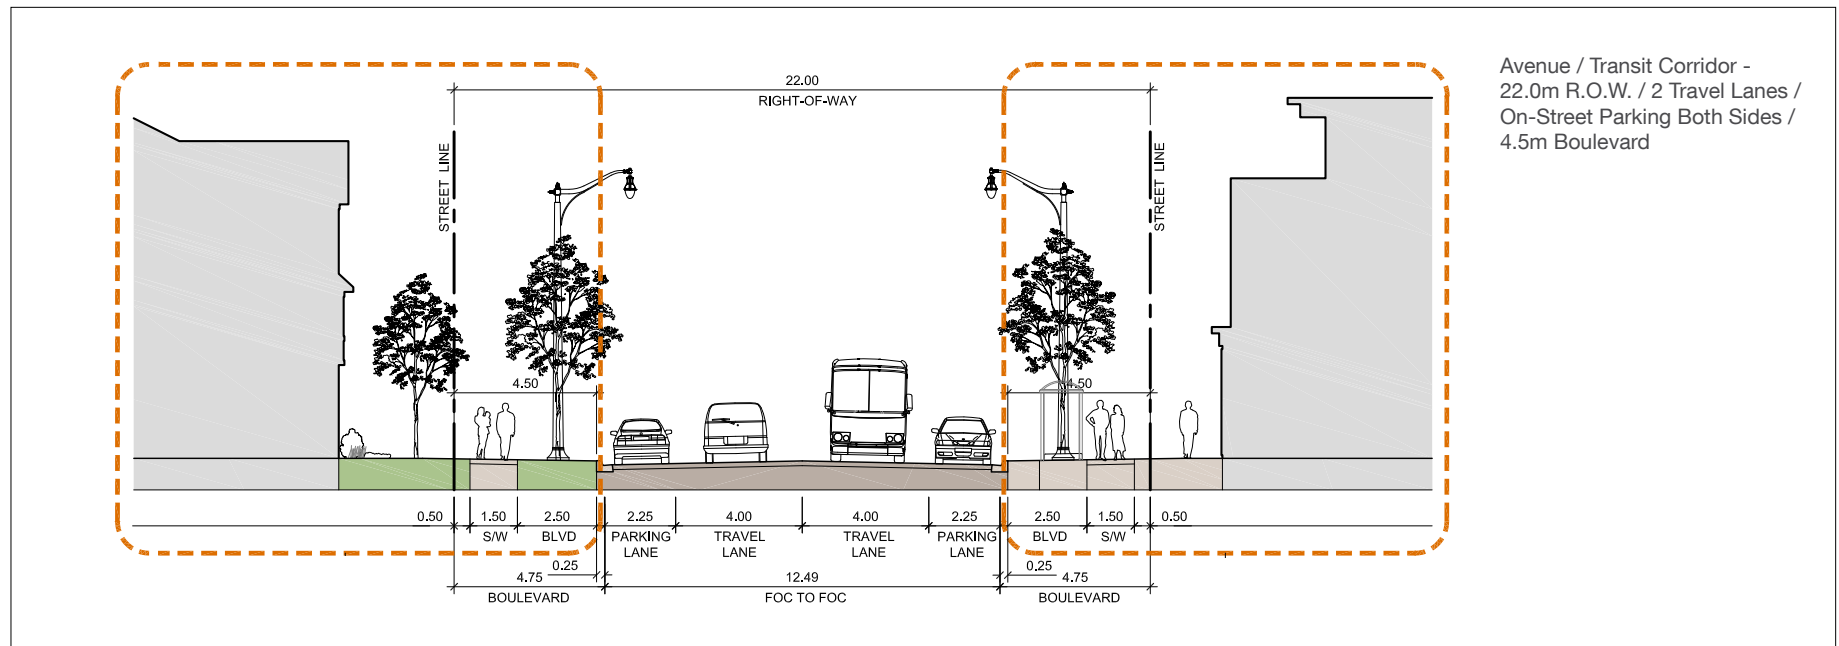 Avenue / Transit Corridor -
22.0m R.O.W. / 2 Travel Lanes /
On-Street Parking Both Sides /
4.5m Boulevard
22.00
RIGHT-OF-WAY
STREET LINE
STREET LINE
4.50
4.50
0.50 1.50 2.50 2.25 4.00 4.00 2.25 2.50 1.50 0.50
S/W BLVD PARKING TRAVEL TRAVEL PARKING BLVD S/W
LANE LANE LANE LANE
0.25 0.25
4.75 12.49 4.75
BOULEVARD FOC TO FOC BOULEVARD